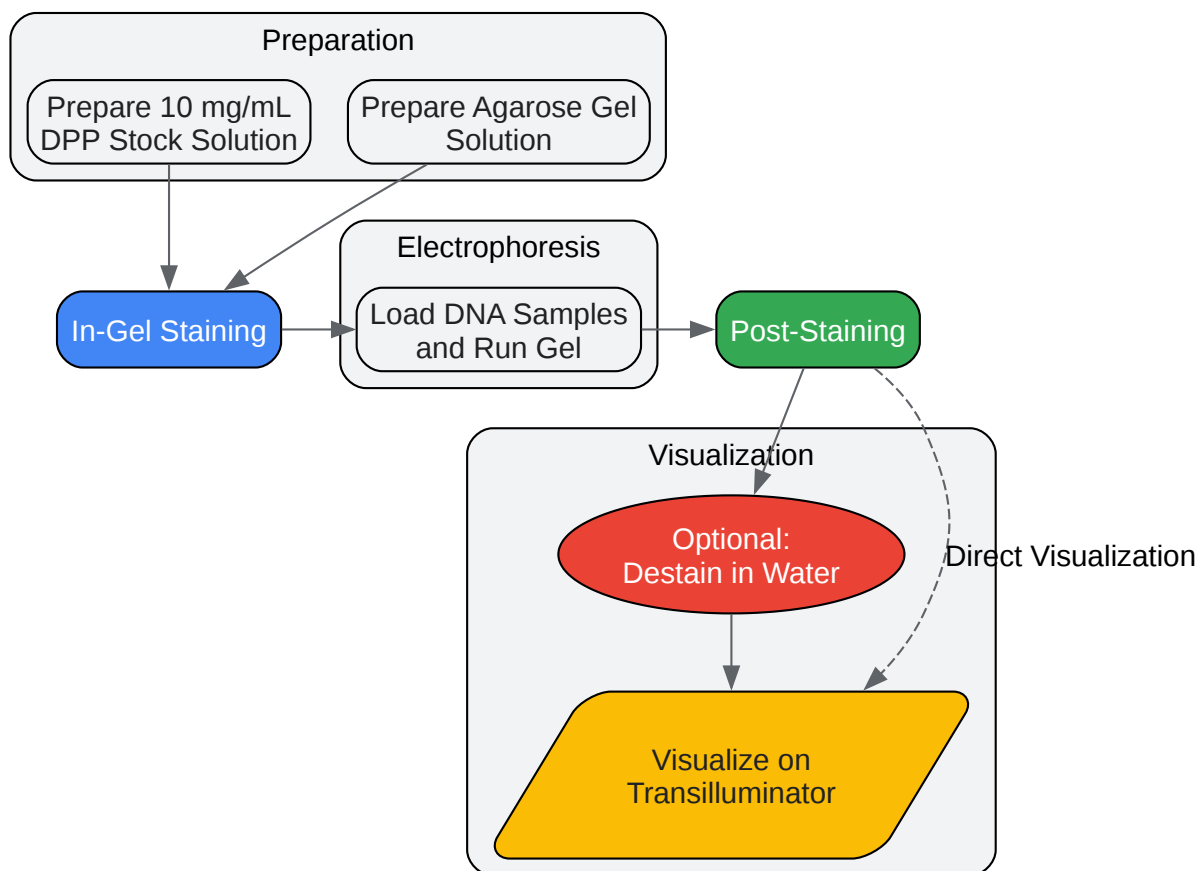 Preparation
Prepare 10 mg/mL
DPP Stock Solution
Prepare Agarose Gel
Solution
Electrophoresis
In-Gel Staining
Load DNA Samples
and Run Gel
Post-Staining
Visualization
Optional:
Destain in Water
Direct Visualization
Visualize on
Transilluminator